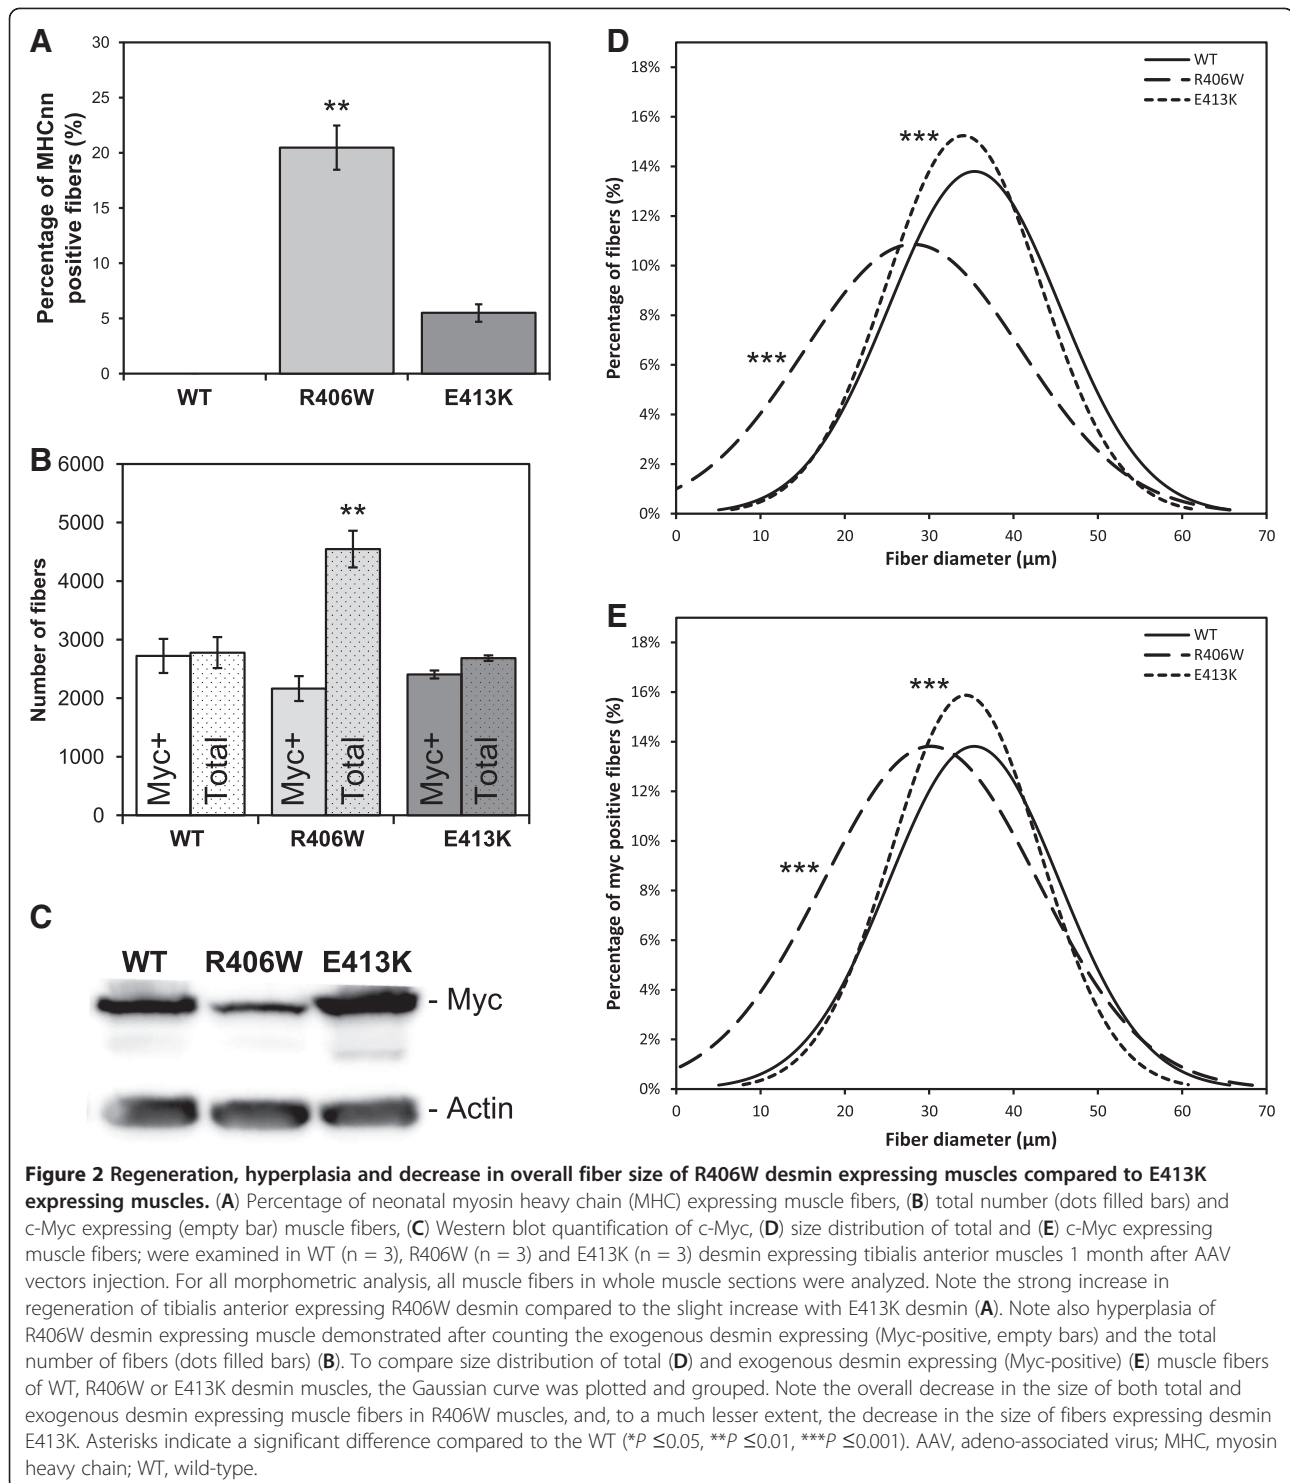 A
30
25
20
15
10
5
0
Percentage of MHCnn
positive fibers (%)
**
WT R406W E413K
B
6000
5000
4000
3000
2000
1000
0
Number of fibers
**
Myc+ Total Myc+ Total Myc+ Total
WT R406W E413K
C
WT R406W E413K
- Myc
- Actin
D
18%
16%
14%
12%
10%
8%
6%
4%
2%
0%
Percentage of fibers (%)
WT
R406W
E413K
***
***
0 10 20 30 40 50 60 70
Fiber diameter (µm)
E
18%
16%
14%
12%
10%
8%
6%
4%
2%
0%
Percentage of myc positive fibers (%)
WT
R406W
E413K
***
***
0 10 20 30 40 50 60 70
Fiber diameter (µm)
Figure 2 Regeneration, hyperplasia and decrease in overall fiber size of R406W desmin expressing muscles compared to E413K
expressing muscles. (A) Percentage of neonatal myosin heavy chain (MHC) expressing muscle fibers, (B) total number (dots filled bars) and
c-Myc expressing (empty bar) muscle fibers, (C) Western blot quantification of c-Myc, (D) size distribution of total and (E) c-Myc expressing
muscle fibers; were examined in WT (n = 3), R406W (n = 3) and E413K (n = 3) desmin expressing tibialis anterior muscles 1 month after AAV
vectors injection. For all morphometric analysis, all muscle fibers in whole muscle sections were analyzed. Note the strong increase in
regeneration of tibialis anterior expressing R406W desmin compared to the slight increase with E413K desmin (A). Note also hyperplasia of
R406W desmin expressing muscle demonstrated after counting the exogenous desmin expressing (Myc-positive, empty bars) and the total
number of fibers (dots filled bars) (B). To compare size distribution of total (D) and exogenous desmin expressing (Myc-positive) (E) muscle fibers
of WT, R406W or E413K desmin muscles, the Gaussian curve was plotted and grouped. Note the overall decrease in the size of both total and
exogenous desmin expressing muscle fibers in R406W muscles, and, to a much lesser extent, the decrease in the size of fibers expressing desmin
E413K. Asterisks indicate a significant difference compared to the WT (*P ≤0.05, **P ≤0.01, ***P ≤0.001). AAV, adeno-associated virus; MHC, myosin
heavy chain; WT, wild-type.